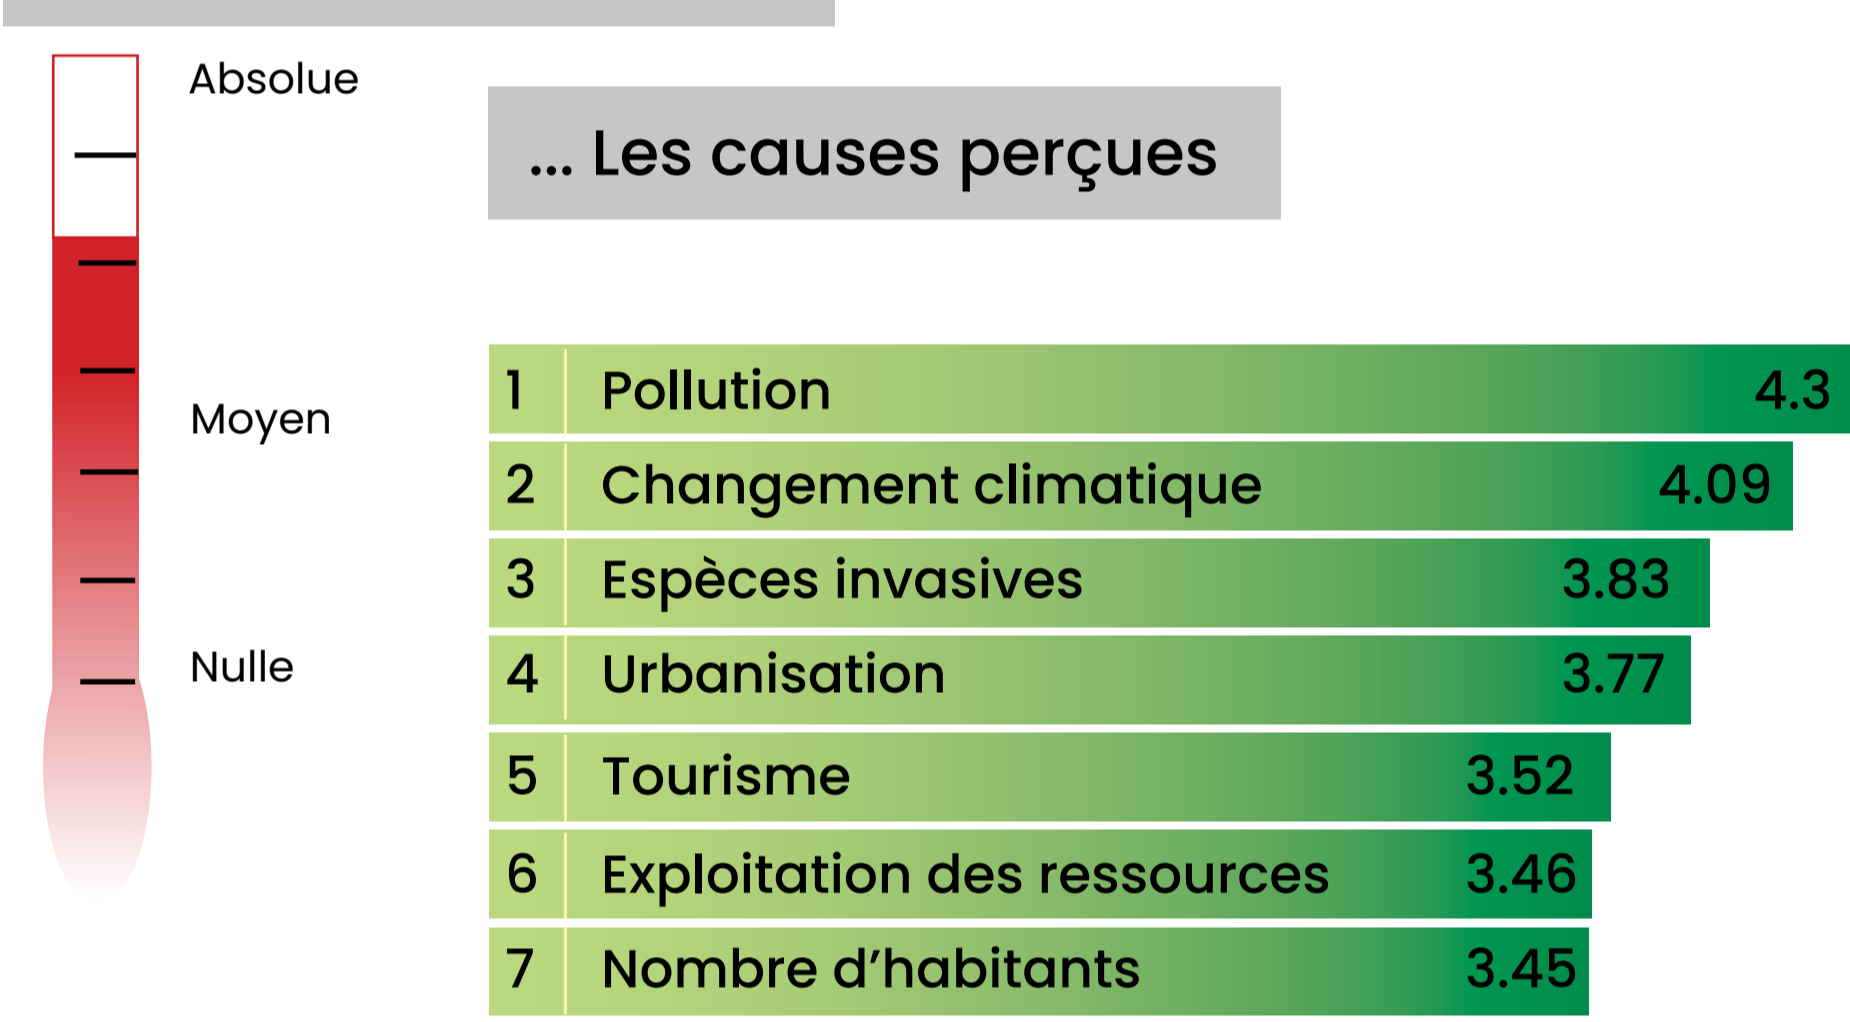 Absolue
Moyen
Nulle
... Les causes perçues
1 Pollution 4.3
2 Changement climatique 4.09
3 Espèces invasives 3.83
4 Urbanisation 3.77
5 Tourisme 3.52
6 Exploitation des ressources 3.46
7 Nombre d’habitants 3.45